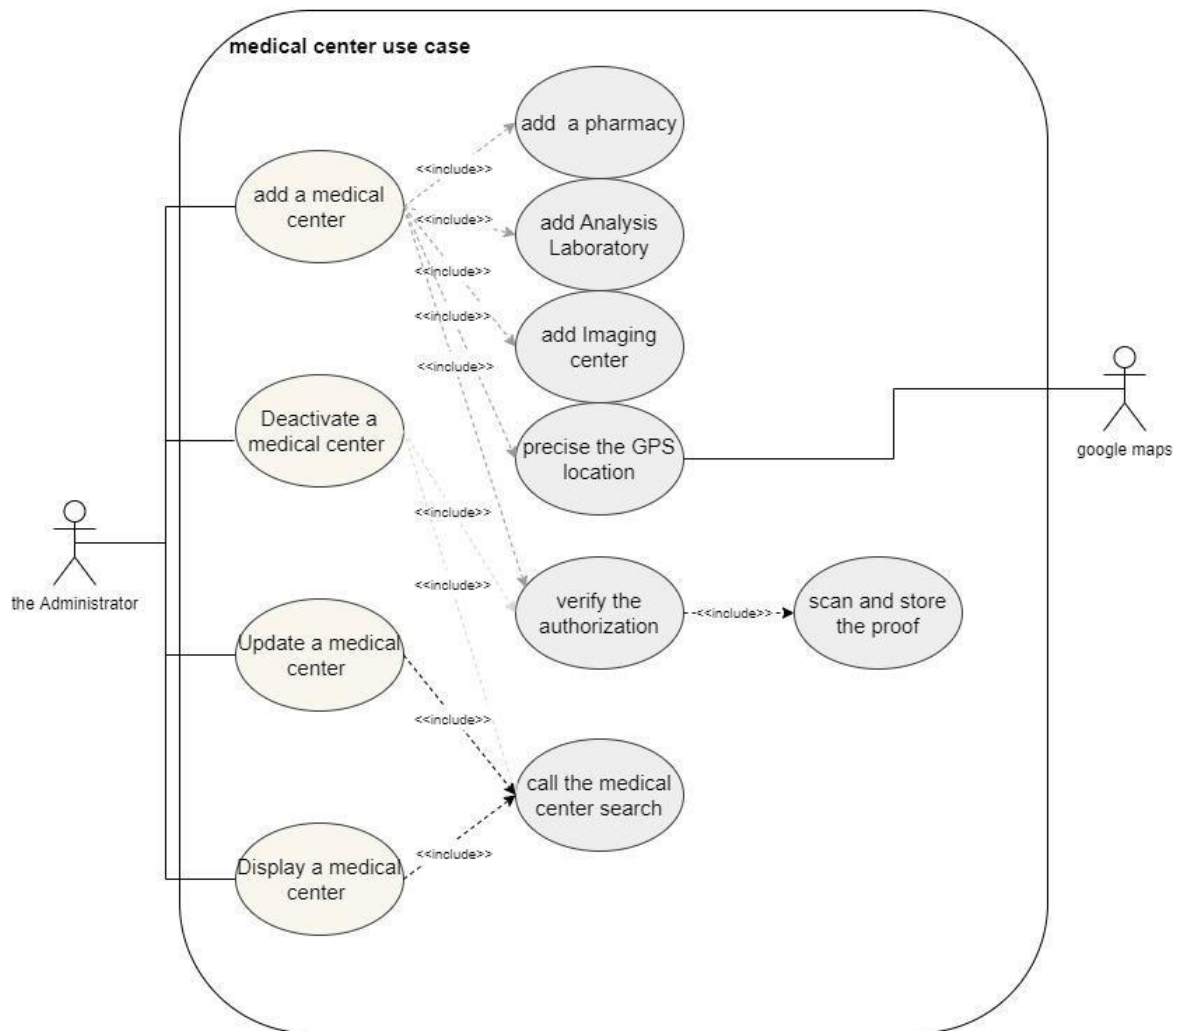 medical center use case
add a pharmacy
<<include>>
add a medical
center
<<include>>
add Analysis
Laboratory
<<include>>
<<include>>
add Imaging
center
<<include>>
Deactivate a
medical center
precise the GPS
location
google maps
<<include>>
the Administrator
<<include>>
verify the
authorization
<<include>>
scan and store
the proof
Update a medical
center
<<include>>
call the medical
center search
<<include>>
Display a medical
center